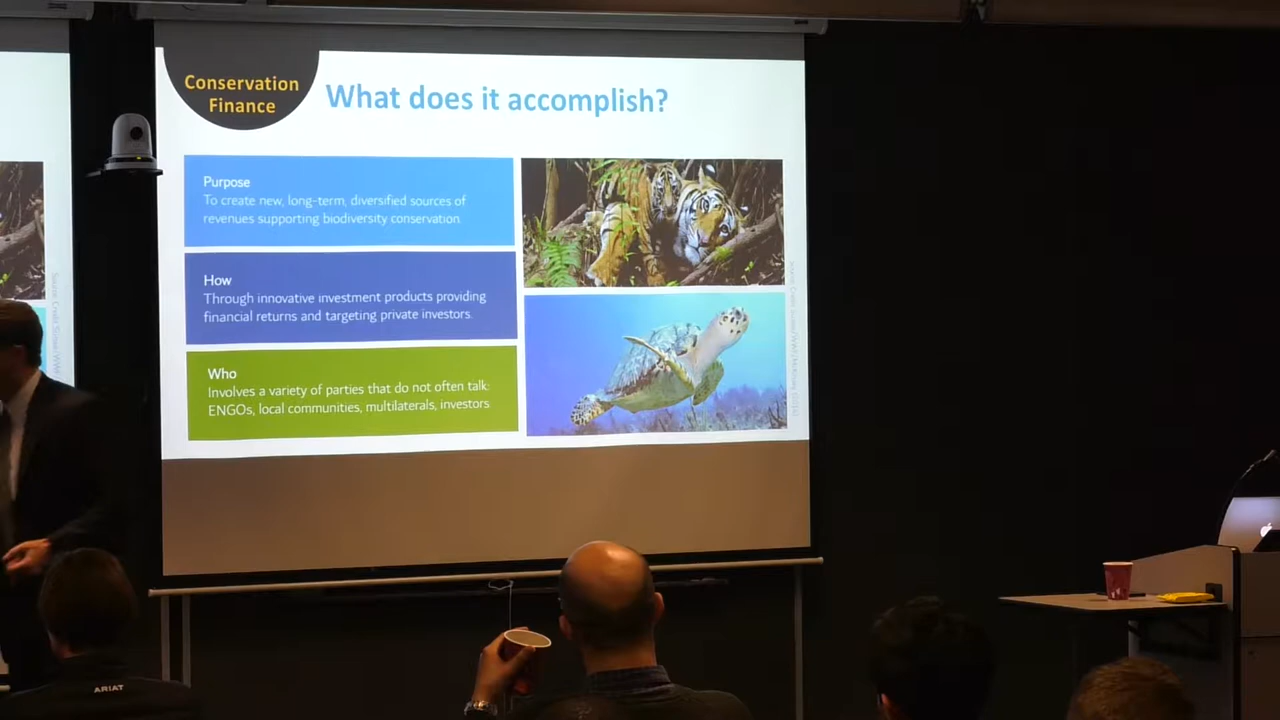 Conservation
Finance
What does it accomplish?
Purpose
To create new, long-term, diversified sources of
revenues supporting biodiversity conservation.
How
Through innovative investment products providing
financial returns and targeting private investors.
Who
Involves a variety of parties that do not often talk:
ENGOs, local communities, multilaterals, investors
ARIAT